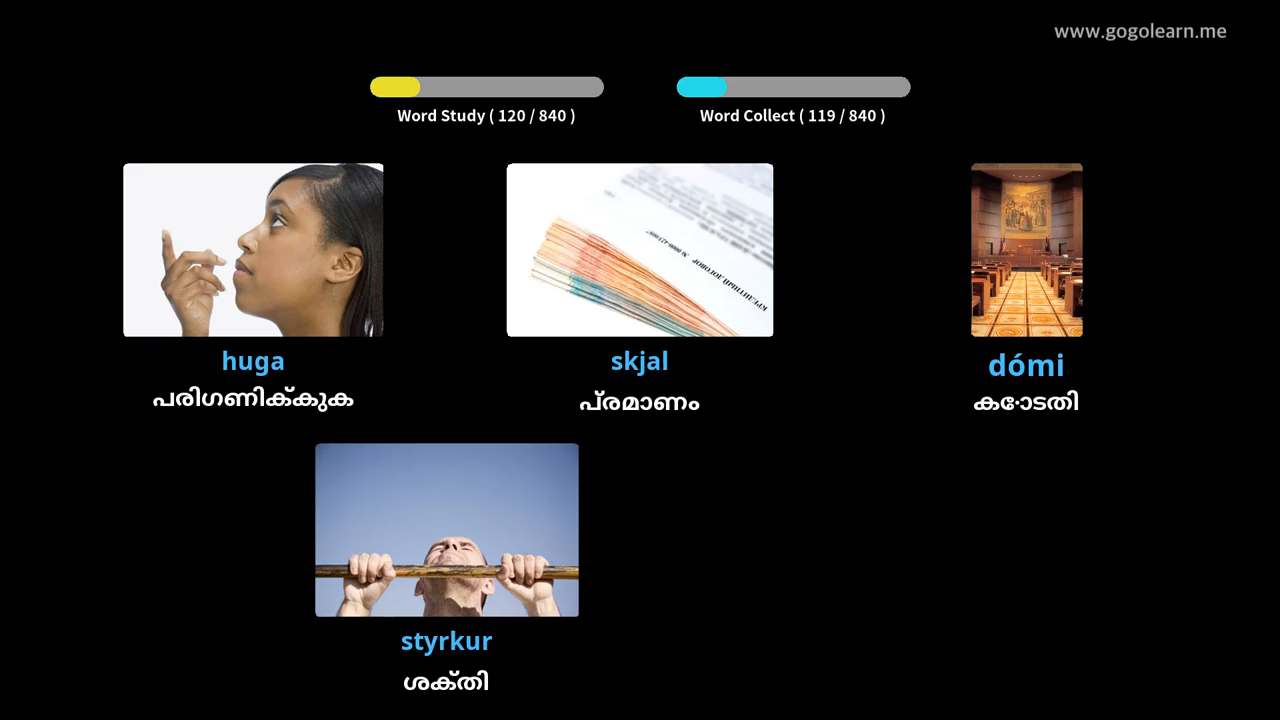 www.gogolearn.me
Word Study ( 120 / 840 )
Word Collect ( 119 / 840 )
huga
skjal
dómi
പരിഗണിക്കുക
പ്രമാണം
കോടതി
styrkur
ശക്തി